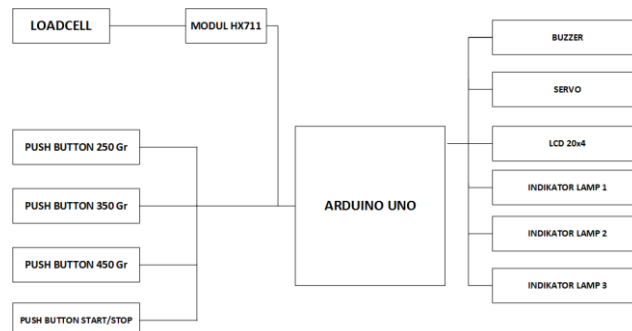 LOADCELL
MODUL HX711
PUSH BUTTON 250 Gr
PUSH BUTTON 350 Gr
PUSH BUTTON 450 Gr
PUSH BUTTON START/STOP
ARDUINO UNO
BUZZER
SERVO
LCD 20x4
INDIKATOR LAMP 1
INDIKATOR LAMP 2
INDIKATOR LAMP 3